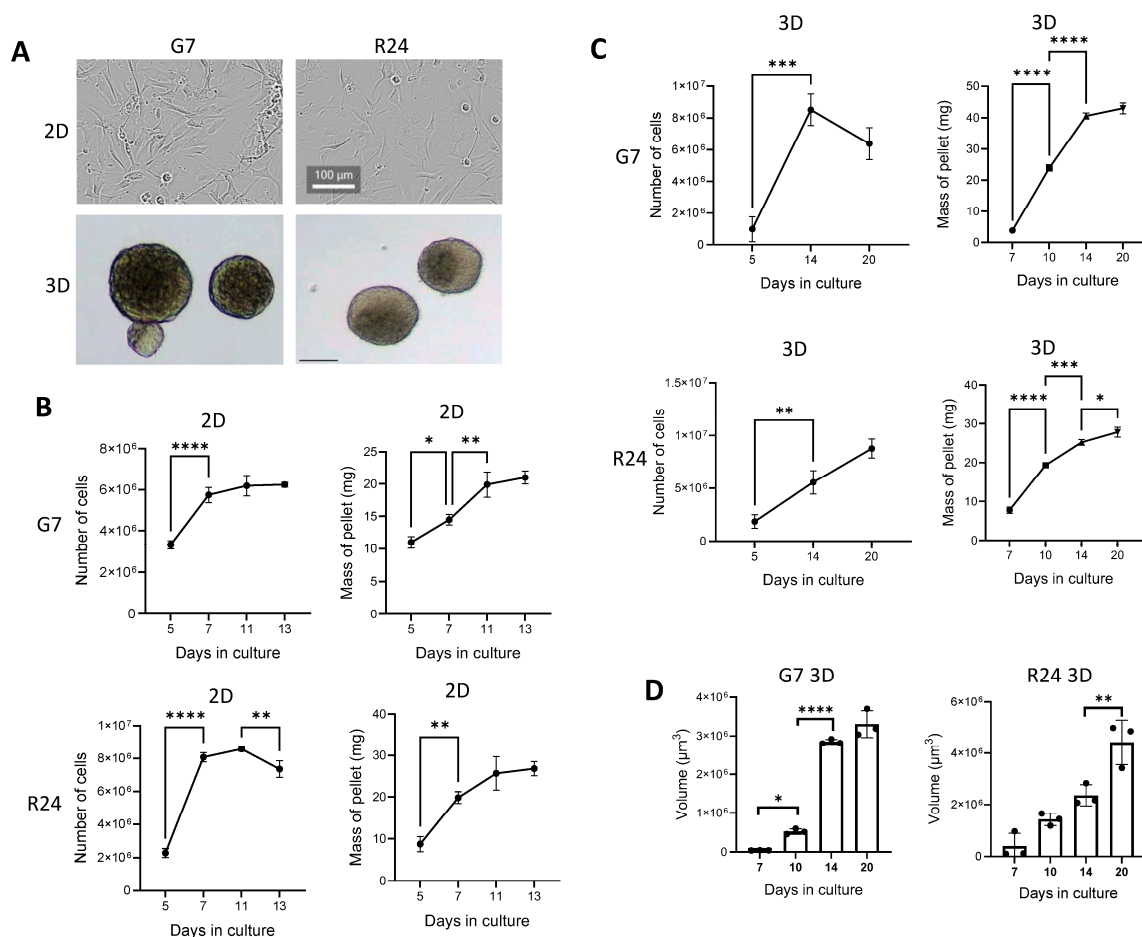 A
G7
R24
2D
100 µm
3D
B
2D
8×10⁶
6×10⁶
4×10⁶
2×10⁶
0
****
Number of cells
G7
5 7 11 13
Days in culture
2D
25
20
15
10
5
0
* **
Mass of pellet (mg)
5 7 11 13
Days in culture
2D
1×10⁷
8×10⁶
6×10⁶
4×10⁶
2×10⁶
0
**** **
Number of cells
R24
5 7 11 13
Days in culture
2D
40
30
20
10
0
**
Mass of pellet (mg)
5 7 11 13
Days in culture
C
3D
1×10⁷
8×10⁶
6×10⁶
4×10⁶
2×10⁶
0
***
Number of cells
G7
5 14 20
Days in culture
3D
50
40
30
20
10
0
****
****
Mass of pellet (mg)
7 10 14 20
Days in culture
3D
1.5×10⁷
1×10⁷
5×10⁶
0
**
Number of cells
R24
5 14 20
Days in culture
3D
40
30
20
10
0
***
**** *
Mass of pellet (mg)
7 10 14 20
Days in culture
D
G7 3D
4×10⁶
3×10⁶
2×10⁶
1×10⁶
0
****
*
Volume (µm³)
7 10 14 20
Days in culture
R24 3D
6×10⁶
4×10⁶
2×10⁶
0
**
Volume (µm³)
7 10 14 20
Days in culture